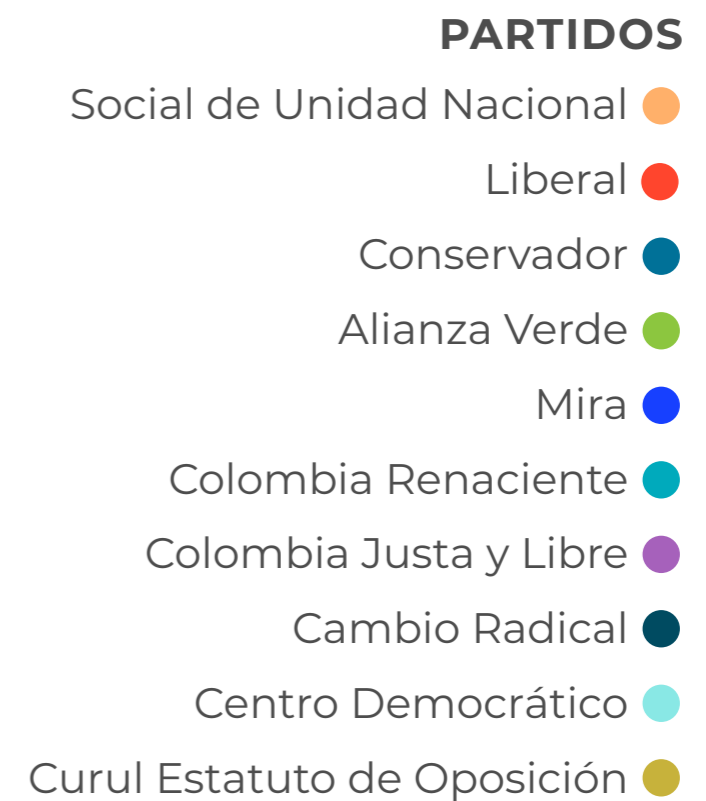 PARTIDOS
Social de Unidad Nacional
Liberal
Conservador
Alianza Verde
Mira
Colombia Renaciente
Colombia Justa y Libre
Cambio Radical
Centro Democrático
Curul Estatuto de Oposición